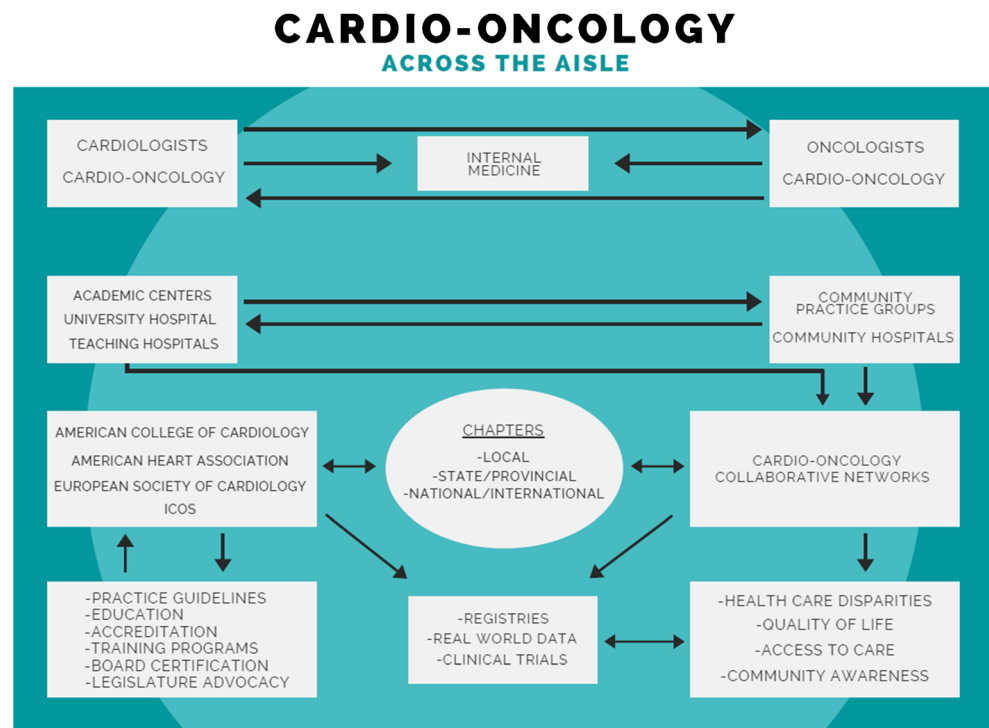 CARDIO-ONCOLOGY
ACROSS THE AISLE
CARDIOLOGISTS
CARDIO-ONCOLOGY
INTERNAL
MEDICINE
ONCOLOGISTS
CARDIO-ONCOLOGY
ACADEMIC CENTERS
UNIVERSITY HOSPITAL
TEACHING HOSPITALS
COMMUNITY
PRACTICE GROUPS
COMMUNITY HOSPITALS
AMERICAN COLLEGE OF CARDIOLOGY
AMERICAN HEART ASSOCIATION
EUROPEAN SOCIETY OF CARDIOLOGY
ICOS
CHAPTERS
-LOCAL
-STATE/PROVINCIAL
-NATIONAL/INTERNATIONAL
CARDIO-ONCOLOGY
COLLABORATIVE NETWORKS
-PRACTICE GUIDELINES
-EDUCATION
-ACCREDITATION
-TRAINING PROGRAMS
-BOARD CERTIFICATION
-LEGISLATURE ADVOCACY
-REGISTRIES
-REAL WORLD DATA
-CLINICAL TRIALS
-HEALTH CARE DISPARITIES
-QUALITY OF LIFE
-ACCESS TO CARE
-COMMUNITY AWARENESS